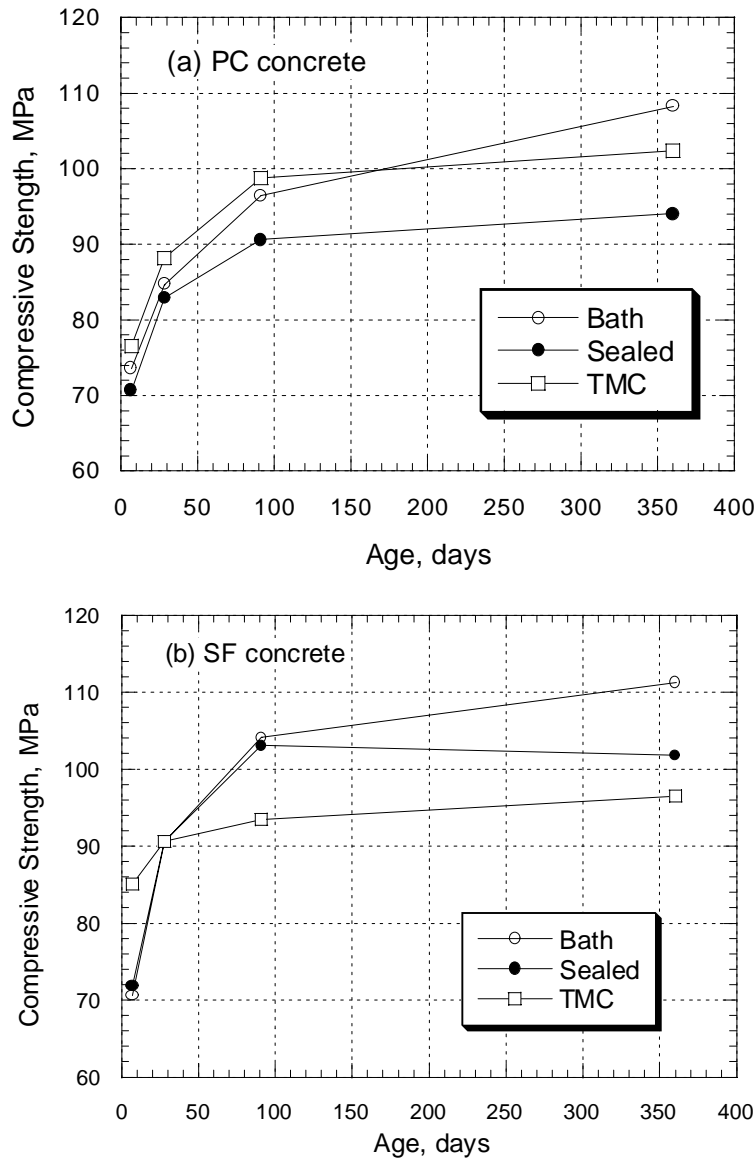 120
110
100
90
80
70
60
Compressive Stength, MPa
(a) PC concrete
Bath
Sealed
TMC
0 50 100 150 200 250 300 350 400
Age, days
120
110
100
90
80
70
60
Compressive Strength, MPa
(b) SF concrete
Bath
Sealed
TMC
0 50 100 150 200 250 300 350 400
Age, days